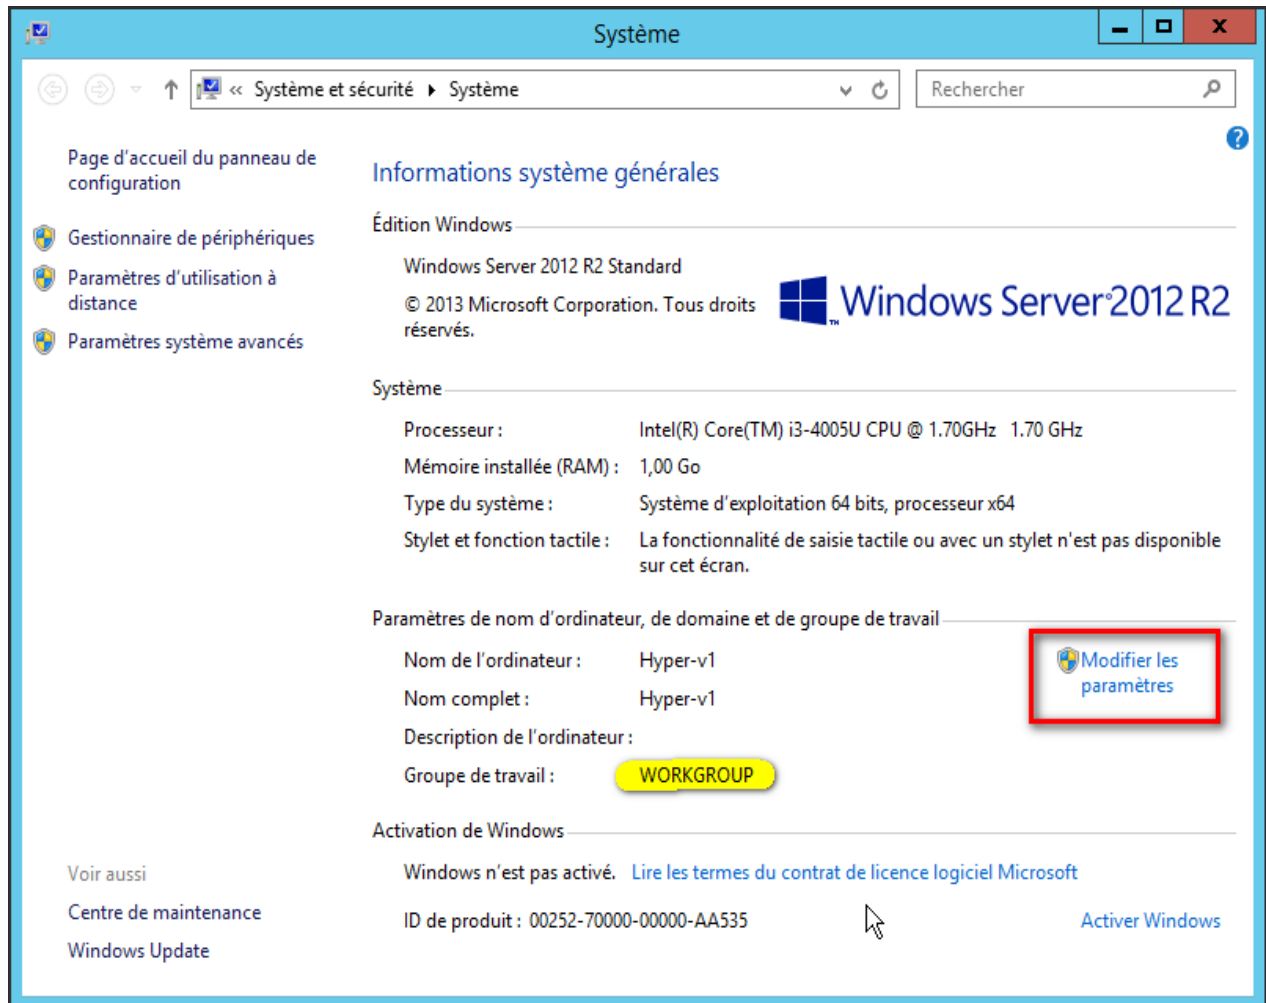 Système
« Système et sécurité ▸ Système
Rechercher
Page d'accueil du panneau de
configuration
Gestionnaire de périphériques
Paramètres d'utilisation à
distance
Paramètres système avancés
Informations système générales
Édition Windows
Windows Server 2012 R2 Standard
© 2013 Microsoft Corporation. Tous droits
réservés.
Windows Server 2012 R2
Système
Processeur : Intel(R) Core(TM) i3-4005U CPU @ 1.70GHz 1.70 GHz
Mémoire installée (RAM) : 1,00 Go
Type du système : Système d'exploitation 64 bits, processeur x64
Stylet et fonction tactile : La fonctionnalité de saisie tactile ou avec un stylet n'est pas disponible
sur cet écran.
Paramètres de nom d'ordinateur, de domaine et de groupe de travail
Nom de l'ordinateur : Hyper-v1
Modifier les
paramètres
Nom complet : Hyper-v1
Description de l'ordinateur :
Groupe de travail : WORKGROUP
Activation de Windows
Windows n'est pas activé. Lire les termes du contrat de licence logiciel Microsoft
ID de produit : 00252-70000-00000-AA535
Activer Windows
Voir aussi
Centre de maintenance
Windows Update